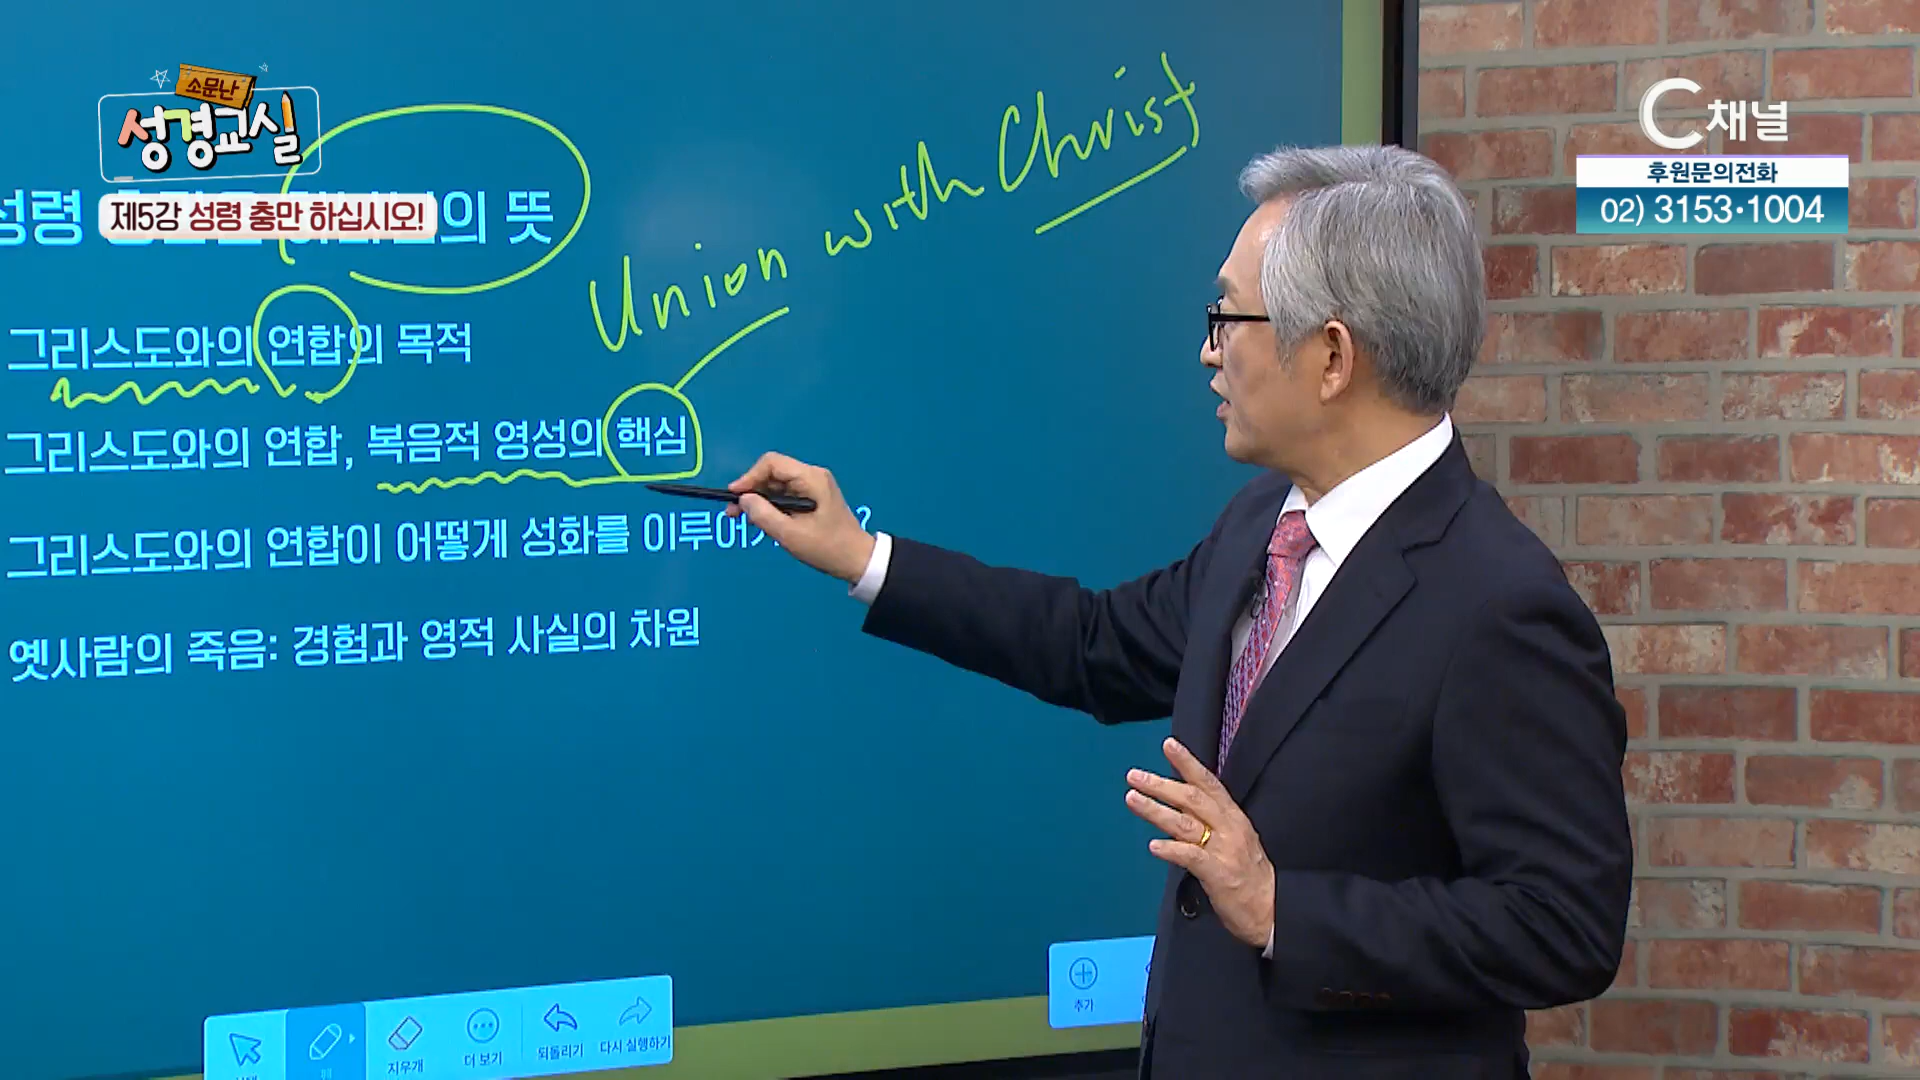 소문난
성경교실
제5강 성령 충만 하십시오!
C채널
후원문의전화
02) 3153·1004
Union with Christ
성령 의 뜻
그리스도와의 연합의 목적
그리스도와의 연합, 복음적 영성의 핵심
그리스도와의 연합이 어떻게 성화를 이루어가 ?
옛사람의 죽음: 경험과 영적 사실의 차원
펜
지우개
더 보기
되돌리기
다시 실행하기
추가